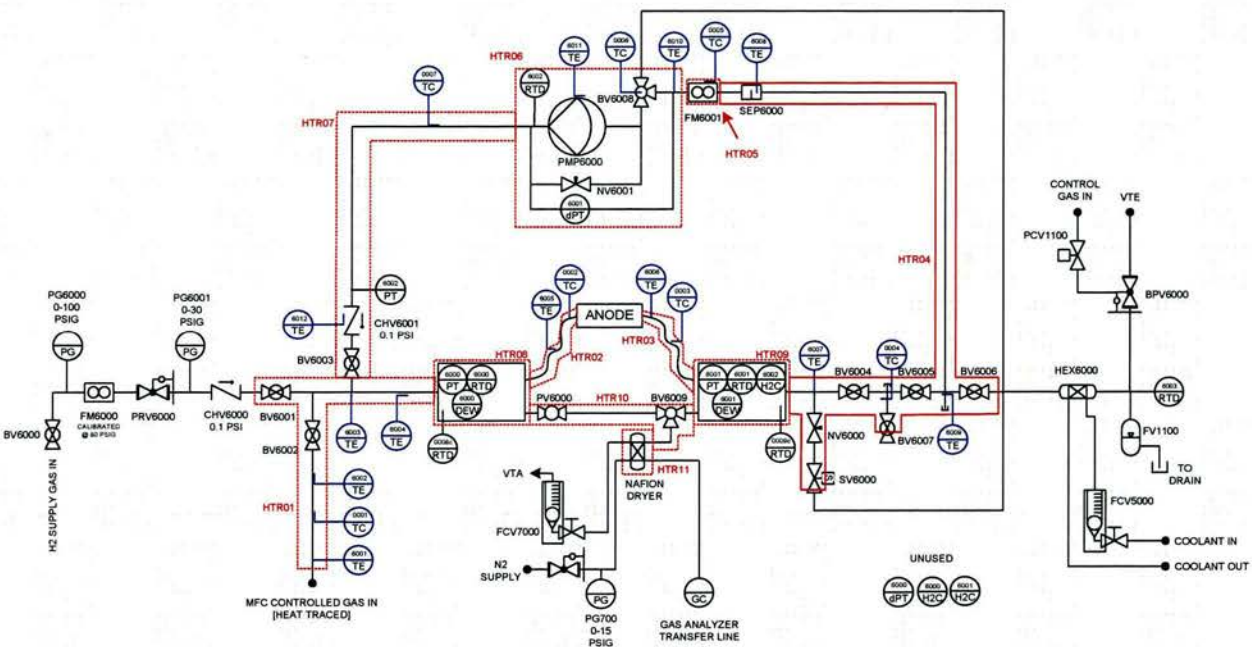 6011
TE
0006
TC
6010
TE
0005
TC
6008
TE
HTR06
0007
TC
6002
RTD
BV6008
FM6001
SEP6000
HTR07
PMP6000
HTR05
NV6001
6001
dPT
CONTROL
GAS IN
VTE
PCV1100
HTR04
BPV6000
PG6000
0-100
PSIG
PG
PG6001
0-30
PSIG
PG
6002
PT
6012
TE
CHV6001
0.1 PSI
6005
TE
0002
TC
ANODE
6006
TE
0003
TC
BV6003
HTR08
HTR02
HTR03
HTR09
6007
TE
0004
TC
BV6004
BV6005
BV6006
HEX6000
6003
RTD
FM6000
CALIBRATED
@ 80 PSIG
PRV6000
CHV6000
0.1 PSI
BV6001
6000
PT
6000
RTD
6000
DEW
HTR10
PV6000
BV6009
6001
PT
6001
RTD
6002
H2C
6001
DEW
BV6000
H2 SUPPLY GAS IN
BV6002
6003
TE
6004
TE
RTD
RTD
NV6000
BV6007
6009
TE
FV1100
TO
DRAIN
HTR01
6002
TE
0001
TC
6001
TE
VTA
HTR11
NAFION
DRYER
SV6000
S
FCV7000
FCV5000
N2
SUPPLY
PG
PG700
0-15
PSIG
GC
GAS ANALYZER
TRANSFER LINE
UNUSED
6000
dPT
6000
H2C
6001
H2C
COOLANT IN
COOLANT OUT
MFC CONTROLLED GAS IN
[HEAT TRACED]